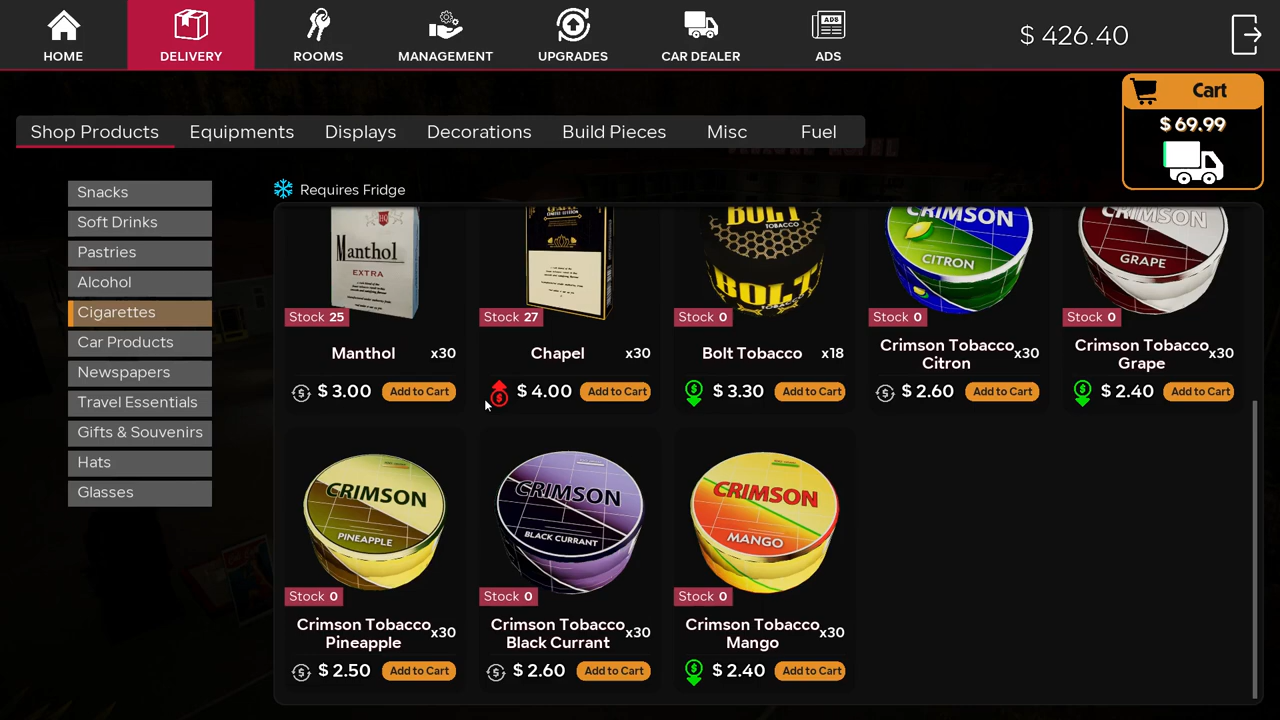 HOME
DELIVERY
ROOMS
MANAGEMENT
UPGRADES
CAR DEALER
ADS
ADS
$ 426.40
Cart
$ 69.99
Shop Products
Equipments
Displays
Decorations
Build Pieces
Misc
Fuel
Snacks
Soft Drinks
Pastries
Alcohol
Cigarettes
Car Products
Newspapers
Travel Essentials
Gifts & Souvenirs
Hats
Glasses
Requires Fridge
Manthol
EXTRA
Stock 25
Manthol x30
$ 3.00
Add to Cart
Stock 27
Chapel x30
$ 4.00
Add to Cart
BOLT
TOBACCO
BOLT
Stock 0
Bolt Tobacco x18
$ 3.30
Add to Cart
CRIMSON
CITRON
Stock 0
Crimson Tobacco x30
Citron
$ 2.60
Add to Cart
CRIMSON
GRAPE
Stock 0
Crimson Tobacco x30
Grape
$ 2.40
Add to Cart
CRIMSON
PINEAPPLE
Stock 0
Crimson Tobacco x30
Pineapple
$ 2.50
Add to Cart
CRIMSON
BLACK CURRANT
Stock 0
Crimson Tobacco x30
Black Currant
$ 2.60
Add to Cart
CRIMSON
MANGO
Stock 0
Crimson Tobacco x30
Mango
$ 2.40
Add to Cart